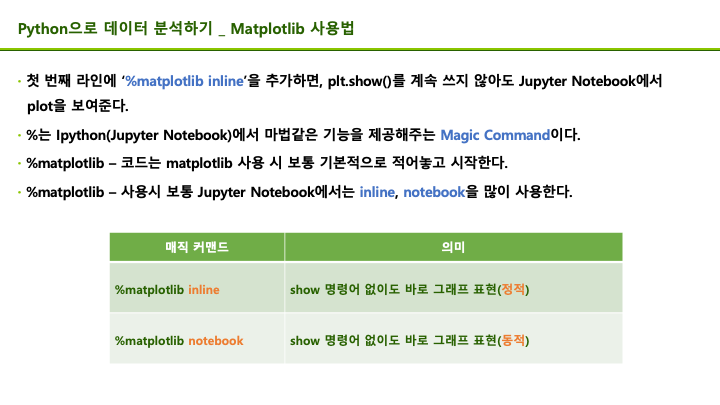 Python으로 데이터 분석하기 _ Matplotlib 사용법
· 첫 번째 라인에 ‘%matplotlib inline’을 추가하면, plt.show()를 계속 쓰지 않아도 Jupyter Notebook에서
plot을 보여준다.
· %는 Ipython(Jupyter Notebook)에서 마법같은 기능을 제공해주는 Magic Command이다.
· %matplotlib – 코드는 matplotlib 사용 시 보통 기본적으로 적어놓고 시작한다.
· %matplotlib – 사용시 보통 Jupyter Notebook에서는 inline, notebook을 많이 사용한다.
매직 커맨드 의미
%matplotlib inline show 명령어 없이도 바로 그래프 표현(정적)
%matplotlib notebook show 명령어 없이도 바로 그래프 표현(동적)